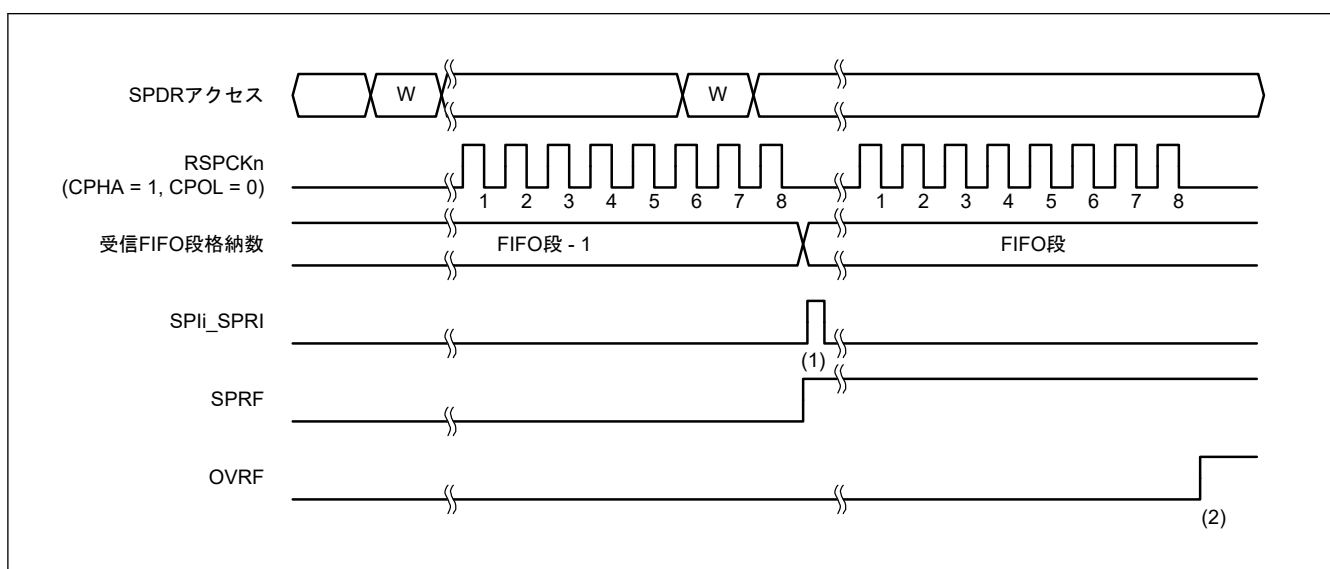 SPDRアクセス
W
W
RSPCKn
(CPHA = 1, CPOL = 0)
1 2 3 4 5 6 7 8
1 2 3 4 5 6 7 8
受信FIFO段格納数
FIFO段 - 1
FIFO段
SPIi_SPRI
(1)
SPRF
OVRF
(2)